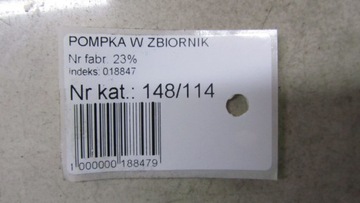 POMPKA W ZBIORNIK
Nr fabr. 23%
Indeks: 018847
Nr kat.: 148/114
1 000000 188479